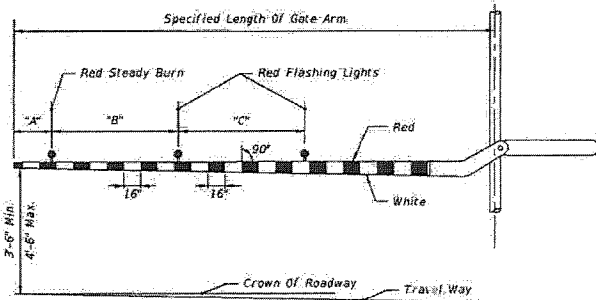 Specified Length Of Gate Arm
Red Steady Burn
Red Flashing Lights
"A"
"B"
"C"
Red
90°
16"
16"
White
3'-6" Min.
4'-6" Max.
Crown Of Roadway
Travel Way